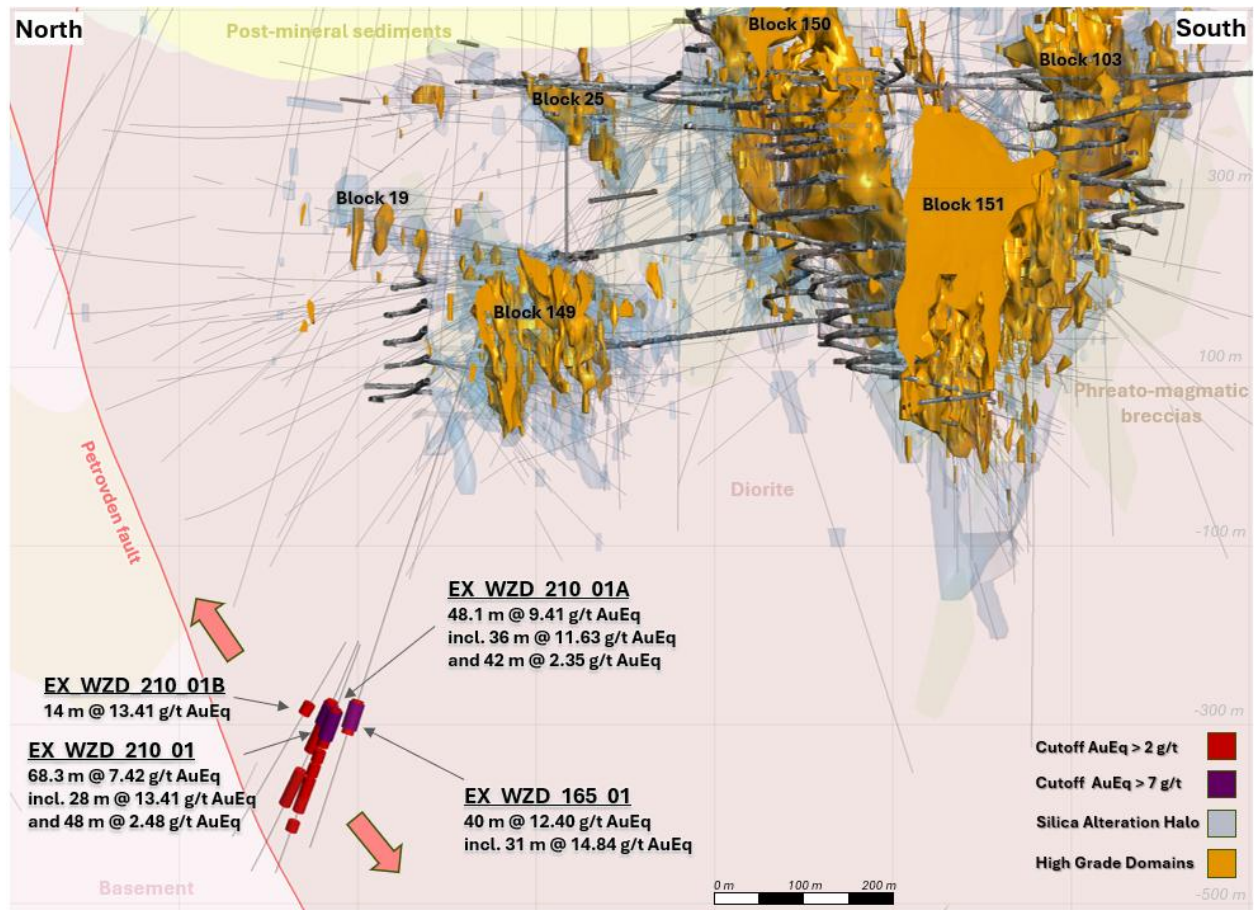 North
South
Post-mineral sediments
Block 150
Block 103
Block 25
300 m
Block 19
Block 151
Block 149
100 m
Phreato-magmatic
breccias
Petrovden fault
Diorite
-100 m
EX_WZD_210_01A
48.1 m @ 9.41 g/t AuEq
incl. 36 m @ 11.63 g/t AuEq
and 42 m @ 2.35 g/t AuEq
EX_WZD_210_01B
14 m @ 13.41 g/t AuEq
-300 m
EX_WZD_210_01
68.3 m @ 7.42 g/t AuEq
incl. 28 m @ 13.41 g/t AuEq
and 48 m @ 2.48 g/t AuEq
EX_WZD_165_01
40 m @ 12.40 g/t AuEq
incl. 31 m @ 14.84 g/t AuEq
Cutoff AuEq > 2 g/t
Cutoff AuEq > 7 g/t
Silica Alteration Halo
High Grade Domains
Basement
0 m 100 m 200 m
-500 m